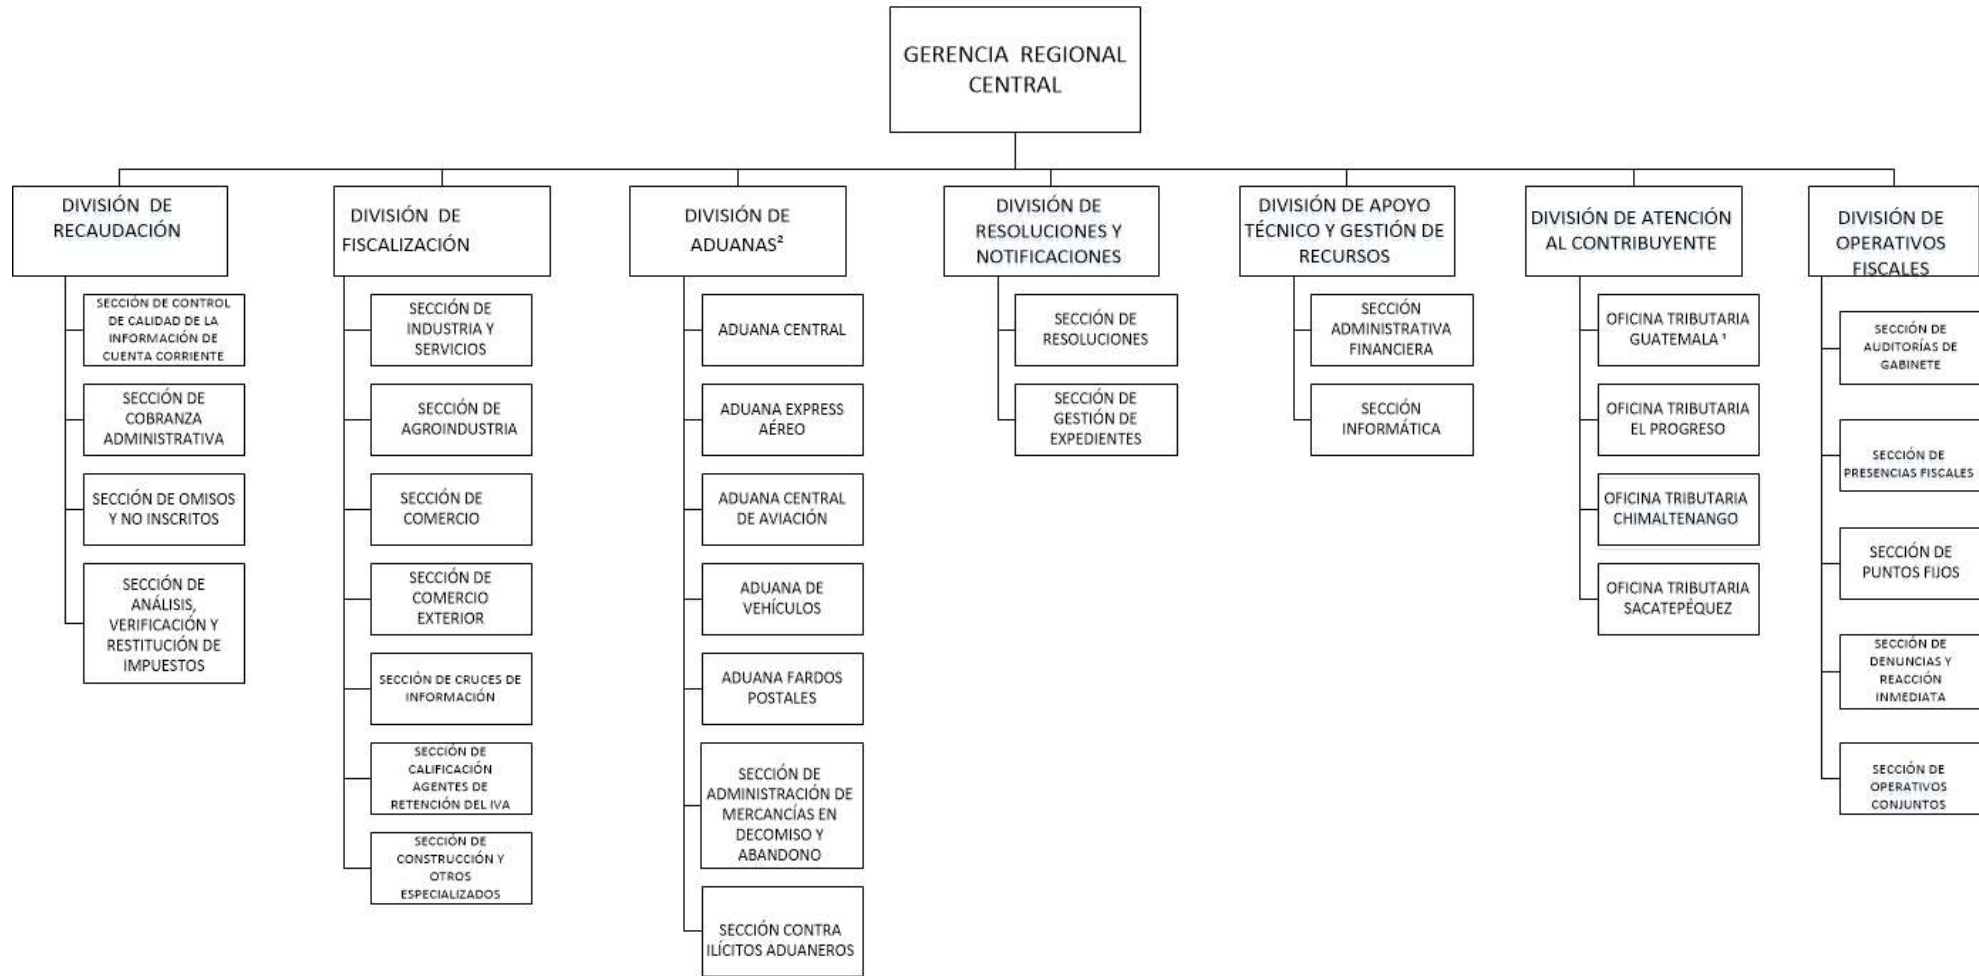 GERENCIA REGIONAL
CENTRAL
DIVISIÓN DE
RECAUDACIÓN
SECCIÓN DE CONTROL
DE CALIDAD DE LA
INFORMACIÓN DE
CUENTA CORRIENTE
SECCIÓN DE
COBRANZA
ADMINISTRATIVA
SECCIÓN DE OMISOS
Y NO INSCRITOS
SECCIÓN DE
ANÁLISIS,
VERIFICACIÓN Y
RESTITUCIÓN DE
IMPUESTOS
DIVISIÓN DE
FISCALIZACIÓN
SECCIÓN DE
INDUSTRIA Y
SERVICIOS
SECCIÓN DE
AGROINDUSTRIA
SECCIÓN DE
COMERCIO
SECCIÓN DE
COMERCIO
EXTERIOR
SECCIÓN DE CRUCES DE
INFORMACIÓN
SECCIÓN DE
CALIFICACIÓN
AGENTES DE
RETENCIÓN DEL IVA
SECCIÓN DE
CONSTRUCCIÓN Y
OTROS
ESPECIALIZADOS
DIVISIÓN DE
ADUANAS²
ADUANA CENTRAL
ADUANA EXPRESS
AÉREO
ADUANA CENTRAL
DE AVIACIÓN
ADUANA DE
VEHÍCULOS
ADUANA FARDOS
POSTALES
SECCIÓN DE
ADMINISTRACIÓN DE
MERCANCÍAS EN
DECOMISO Y
ABANDONO
SECCIÓN CONTRA
ILÍCITOS ADUANEROS
DIVISIÓN DE
RESOLUCIONES Y
NOTIFICACIONES
SECCIÓN DE
RESOLUCIONES
SECCIÓN DE
GESTIÓN DE
EXPEDIENTES
DIVISIÓN DE APOYO
TÉCNICO Y GESTIÓN DE
RECURSOS
SECCIÓN
ADMINISTRATIVA
FINANCIERA
SECCIÓN
INFORMÁTICA
DIVISIÓN DE ATENCIÓN
AL CONTRIBUYENTE
OFICINA TRIBUTARIA
GUATEMALA ¹
OFICINA TRIBUTARIA
EL PROGRESO
OFICINA TRIBUTARIA
CHIMALTENANGO
OFICINA TRIBUTARIA
SACATEPÉQUEZ
DIVISIÓN DE
OPERATIVOS
FISCALES
SECCIÓN DE
AUDITORÍAS DE
GABINETE
SECCIÓN DE
PRESENCIAS FISCALES
SECCIÓN DE
PUNTOS FIJOS
SECCIÓN DE
DENUNCIAS Y
REACCIÓN
INMEDIATA
SECCIÓN DE
OPERATIVOS
CONJUNTOS